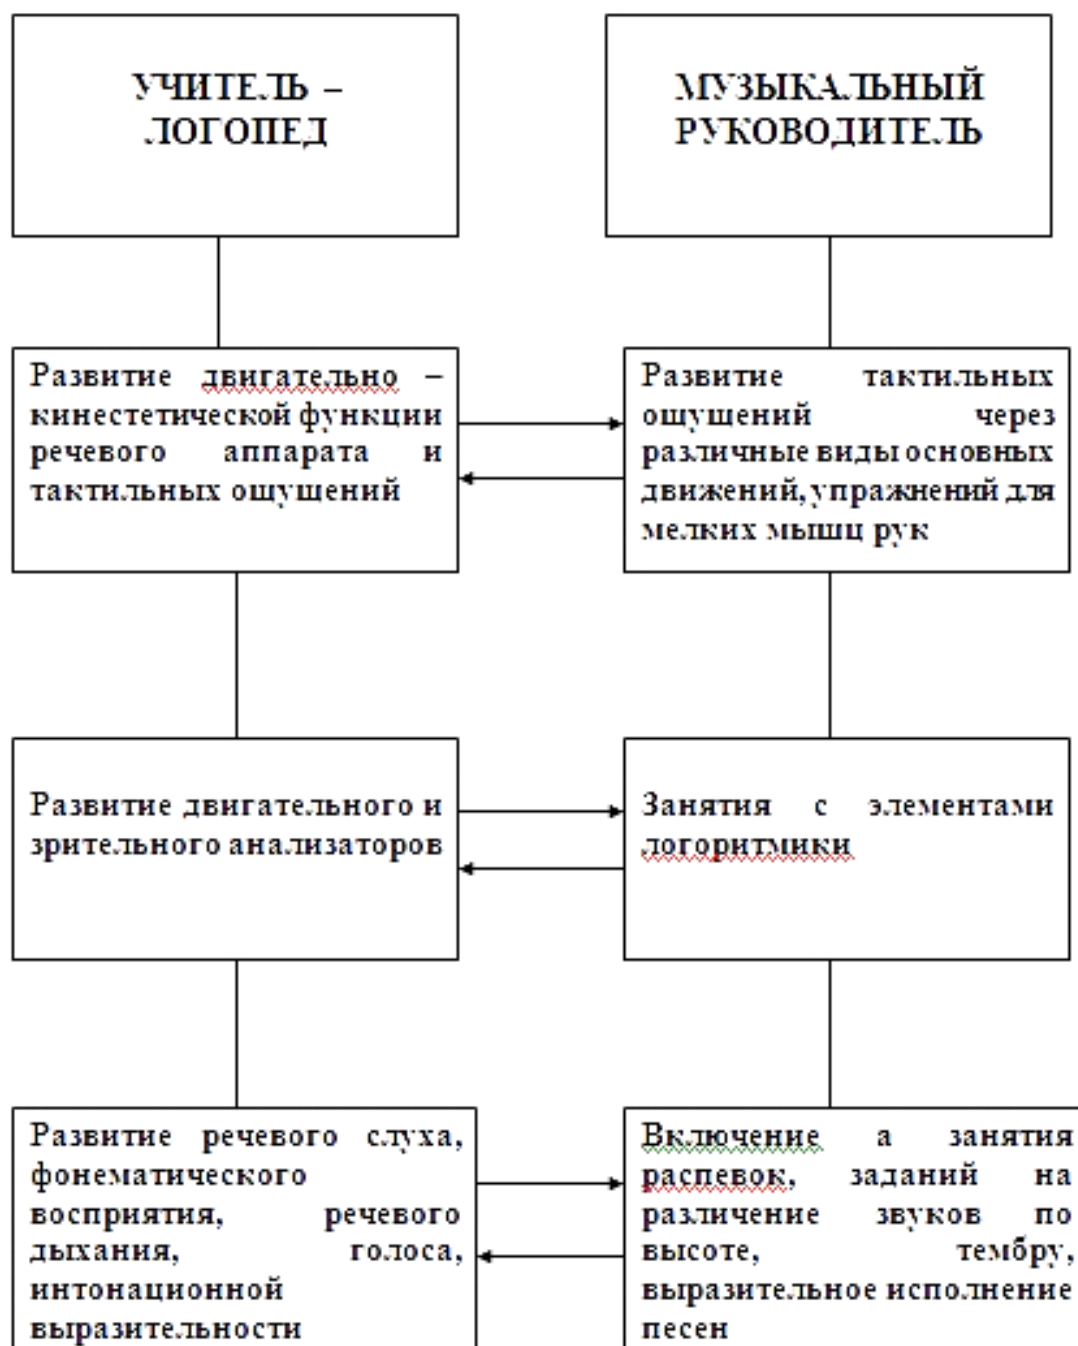 УЧИТЕЛЬ –
ЛОГОПЕД
МУЗЫКАЛЬНЫЙ
РУКОВОДИТЕЛЬ
Развитие двигательно –
кинестетической функции
речевого аппарата и
тактильных ощущений
Развитие тактильных
ощущений через
различные виды основных
движений, упражнений для
мелких мышц рук
Развитие двигательного и
зрительного анализаторов
Занятия с элементами
логоритмики
Развитие речевого слуха,
фонематического
восприятия, речевого
дыхания, голоса,
интонационной
выразительности
Включение а занятия
распевок, заданий на
различение звуков по
высоте, тембру,
выразительное исполнение
песен